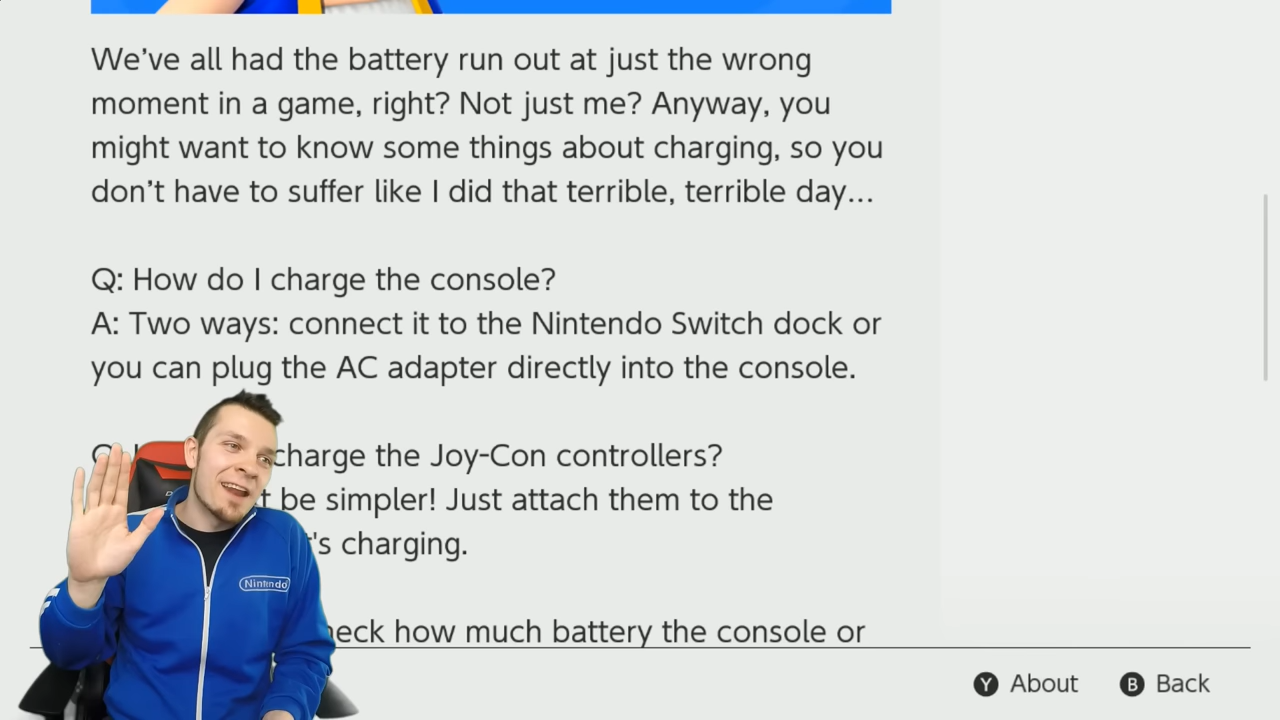 We’ve all had the battery run out at just the wrong
moment in a game, right? Not just me? Anyway, you
might want to know some things about charging, so you
don’t have to suffer like I did that terrible, terrible day...
Q: How do I charge the console?
A: Two ways: connect it to the Nintendo Switch dock or
you can plug the AC adapter directly into the console.
charge the Joy-Con controllers?
be simpler! Just attach them to the
charging.
Nintendo
how much battery the console or
Y About B Back